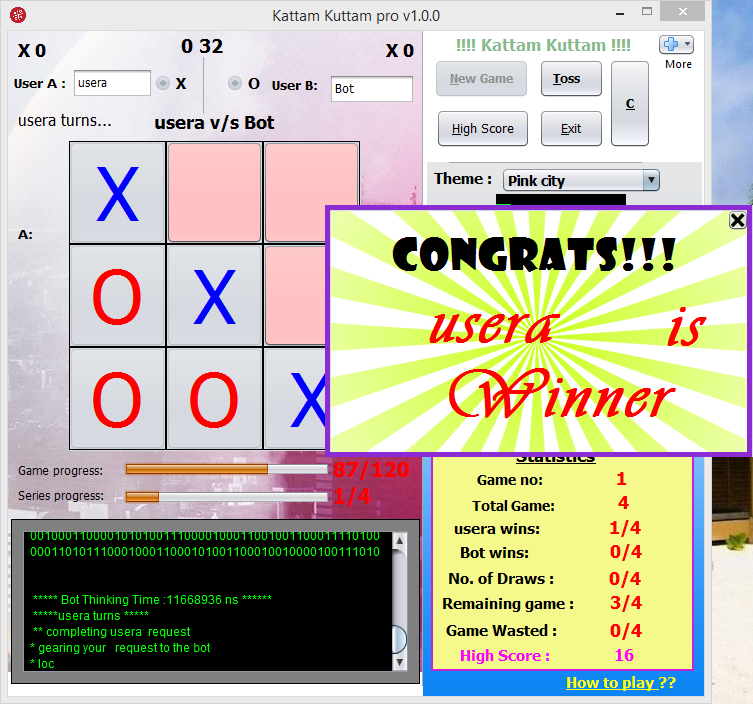 Kattam Kuttam pro v1.0.0
X 0
0 32
X 0
User A :
usera
X
O
User B:
Bot
usera turns...
usera v/s Bot
!!!! Kattam Kuttam !!!!
More
New Game
Toss
C
High Score
Exit
Theme :
Pink city
A:
X
O
X
O
O
X
CONGRATS!!!
usera is
Winner
Game progress:
87/120
Series progress:
1/4
Statistics
Game no: 1
Total Game: 4
usera wins: 1/4
Bot wins: 0/4
No. of Draws : 0/4
Remaining game : 3/4
Game Wasted : 0/4
High Score : 16
How to play ??
***** Bot Thinking Time :11668936 ns ******
*****usera turns *****
** completing usera request
* gearing your request to the bot
* loc